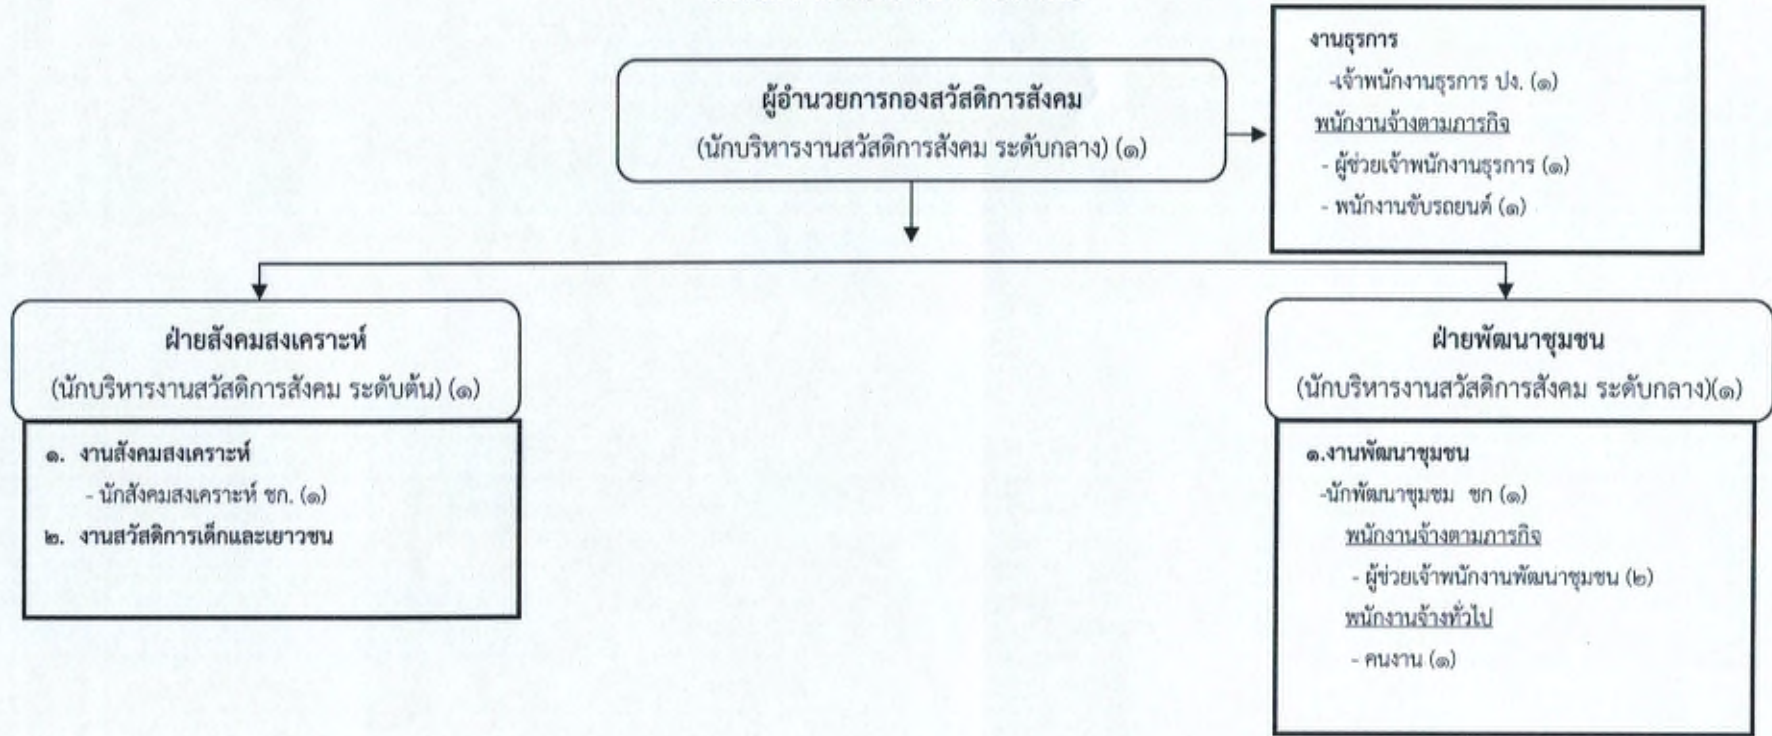 ผู้อำนวยการกองสวัสดิการสังคม
(นักบริหารงานสวัสดิการสังคม ระดับกลาง) (๑)
งานธุรการ
-เจ้าพนักงานธุรการ ปง. (๑)
พนักงานจ้างตามภารกิจ
- ผู้ช่วยเจ้าพนักงานธุรการ (๑)
- พนักงานขับรถยนต์ (๑)
ฝ่ายสังคมสงเคราะห์
(นักบริหารงานสวัสดิการสังคม ระดับต้น) (๑)
๑. งานสังคมสงเคราะห์
- นักสังคมสงเคราะห์ ชก. (๑)
๒. งานสวัสดิการเด็กและเยาวชน
ฝ่ายพัฒนาชุมชน
(นักบริหารงานสวัสดิการสังคม ระดับกลาง)(๑)
๑.งานพัฒนาชุมชน
-นักพัฒนาชุมชม ชก (๑)
พนักงานจ้างตามภารกิจ
- ผู้ช่วยเจ้าพนักงานพัฒนาชุมชน (๒)
พนักงานจ้างทั่วไป
- คนงาน (๑)